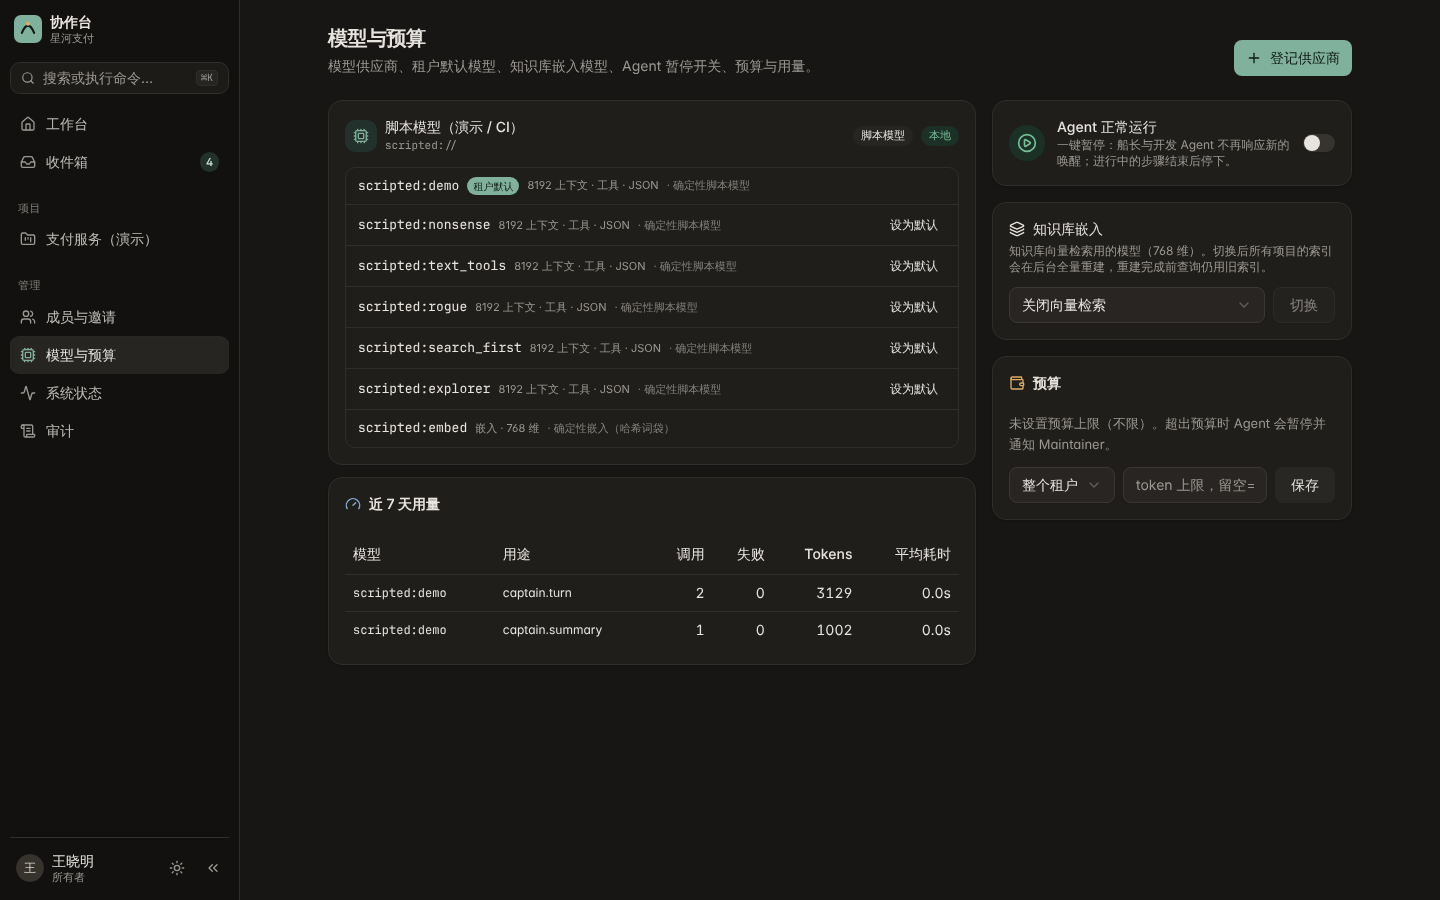 协作台
星河支付
搜索或执行命令... ⌘K
工作台
收件箱 4
项目
支付服务（演示）
管理
成员与邀请
模型与预算
系统状态
审计
王 王晓明
所有者
模型与预算
模型供应商、租户默认模型、知识库嵌入模型、Agent 暂停开关、预算与用量。
登记供应商
脚本模型（演示 / CI）
scripted://
脚本模型 本地
scripted:demo 租户默认 8192 上下文 · 工具 · JSON · 确定性脚本模型
scripted:nonsense 8192 上下文 · 工具 · JSON · 确定性脚本模型 设为默认
scripted:text_tools 8192 上下文 · 工具 · JSON · 确定性脚本模型 设为默认
scripted:rogue 8192 上下文 · 工具 · JSON · 确定性脚本模型 设为默认
scripted:search_first 8192 上下文 · 工具 · JSON · 确定性脚本模型 设为默认
scripted:explorer 8192 上下文 · 工具 · JSON · 确定性脚本模型 设为默认
scripted:embed 嵌入 · 768 维 · 确定性嵌入（哈希词袋）
近 7 天用量
模型 用途 调用 失败 Tokens 平均耗时
scripted:demo captain.turn 2 0 3129 0.0s
scripted:demo captain.summary 1 0 1002 0.0s
Agent 正常运行
一键暂停：船长与开发 Agent 不再响应新的
唤醒；进行中的步骤结束后停下。
知识库嵌入
知识库向量检索用的模型（768 维）。切换后所有项目的索引
会在后台全量重建，重建完成前查询仍用旧索引。
关闭向量检索 切换
预算
未设置预算上限（不限）。超出预算时 Agent 会暂停并
通知 Maintainer。
整个租户 token 上限，留空= 保存